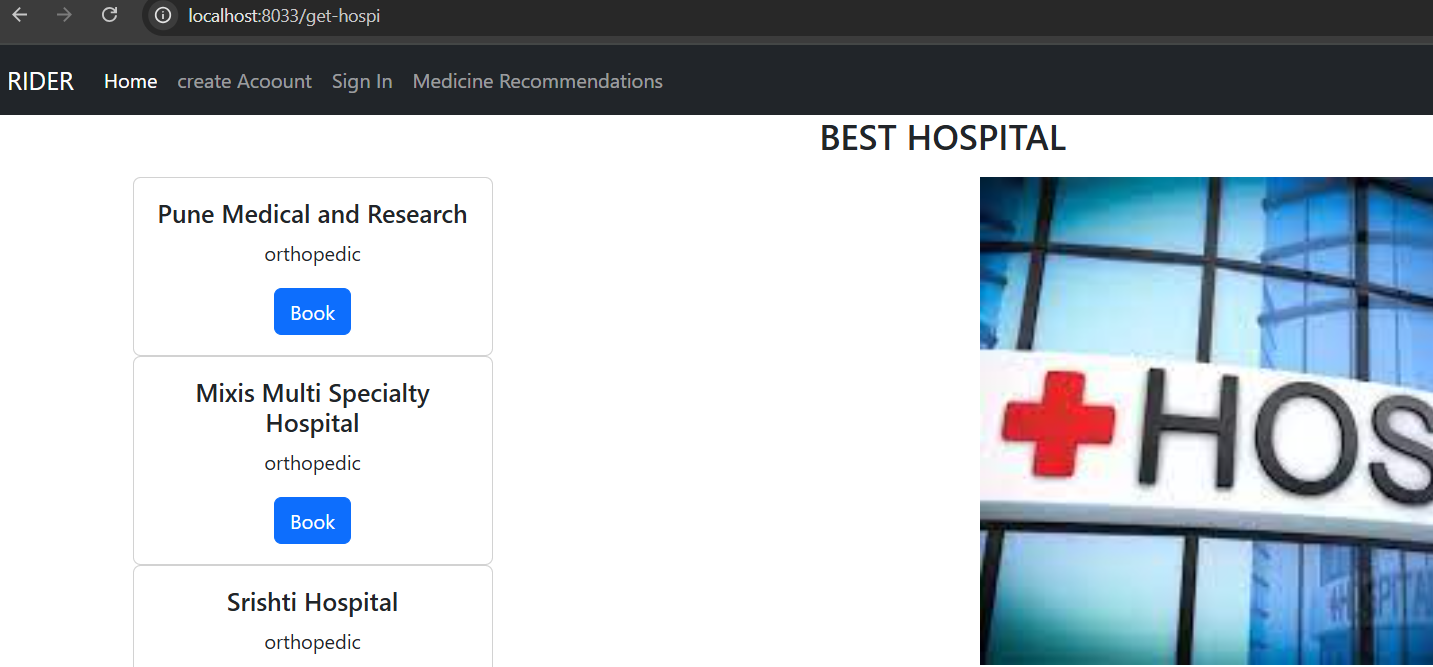 localhost:8033/get-hospi
RIDER Home create Acoount Sign In Medicine Recommendations
BEST HOSPITAL
Pune Medical and Research
orthopedic
Book
Mixis Multi Specialty
Hospital
orthopedic
Book
Srishti Hospital
orthopedic
HOS
HOSPITA